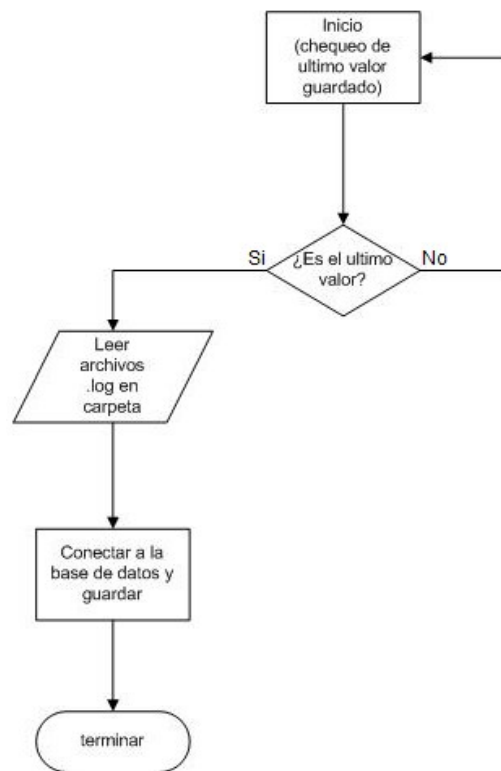 Inicio
(chequeo de
ultimo valor
guardado)
Si
¿Es el ultimo
valor?
No
Leer
archivos
.log en
carpeta
Conectar a la
base de datos y
guardar
terminar